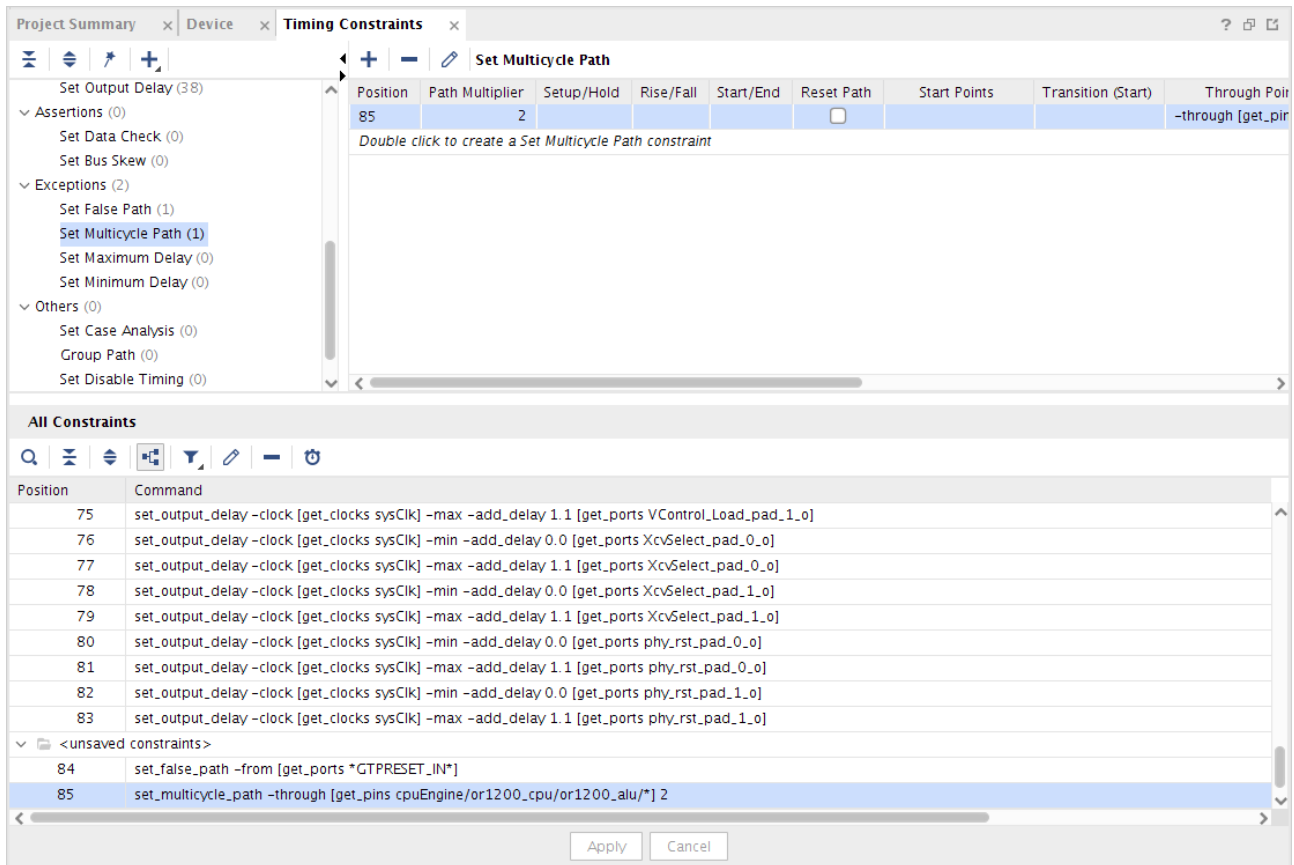 Project Summary × Device × Timing Constraints × ?
Set Multicycle Path
Set Output Delay (38)
Assertions (0)
Set Data Check (0)
Set Bus Skew (0)
Exceptions (2)
Set False Path (1)
Set Multicycle Path (1)
Set Maximum Delay (0)
Set Minimum Delay (0)
Others (0)
Set Case Analysis (0)
Group Path (0)
Set Disable Timing (0)
Position Path Multiplier Setup/Hold Rise/Fall Start/End Reset Path Start Points Transition (Start) Through Poin
85 2 -through [get_pin
Double click to create a Set Multicycle Path constraint
All Constraints
Position Command
75 set_output_delay -clock [get_clocks sysClk] -max -add_delay 1.1 [get_ports VControl_Load_pad_1_o]
76 set_output_delay -clock [get_clocks sysClk] -min -add_delay 0.0 [get_ports XcvSelect_pad_0_o]
77 set_output_delay -clock [get_clocks sysClk] -max -add_delay 1.1 [get_ports XcvSelect_pad_0_o]
78 set_output_delay -clock [get_clocks sysClk] -min -add_delay 0.0 [get_ports XcvSelect_pad_1_o]
79 set_output_delay -clock [get_clocks sysClk] -max -add_delay 1.1 [get_ports XcvSelect_pad_1_o]
80 set_output_delay -clock [get_clocks sysClk] -min -add_delay 0.0 [get_ports phy_rst_pad_0_o]
81 set_output_delay -clock [get_clocks sysClk] -max -add_delay 1.1 [get_ports phy_rst_pad_0_o]
82 set_output_delay -clock [get_clocks sysClk] -min -add_delay 0.0 [get_ports phy_rst_pad_1_o]
83 set_output_delay -clock [get_clocks sysClk] -max -add_delay 1.1 [get_ports phy_rst_pad_1_o]
<unsaved constraints>
84 set_false_path -from [get_ports *GTPRESET_IN*]
85 set_multicycle_path -through [get_pins cpuEngine/or1200_cpu/or1200_alu/*] 2
Apply Cancel